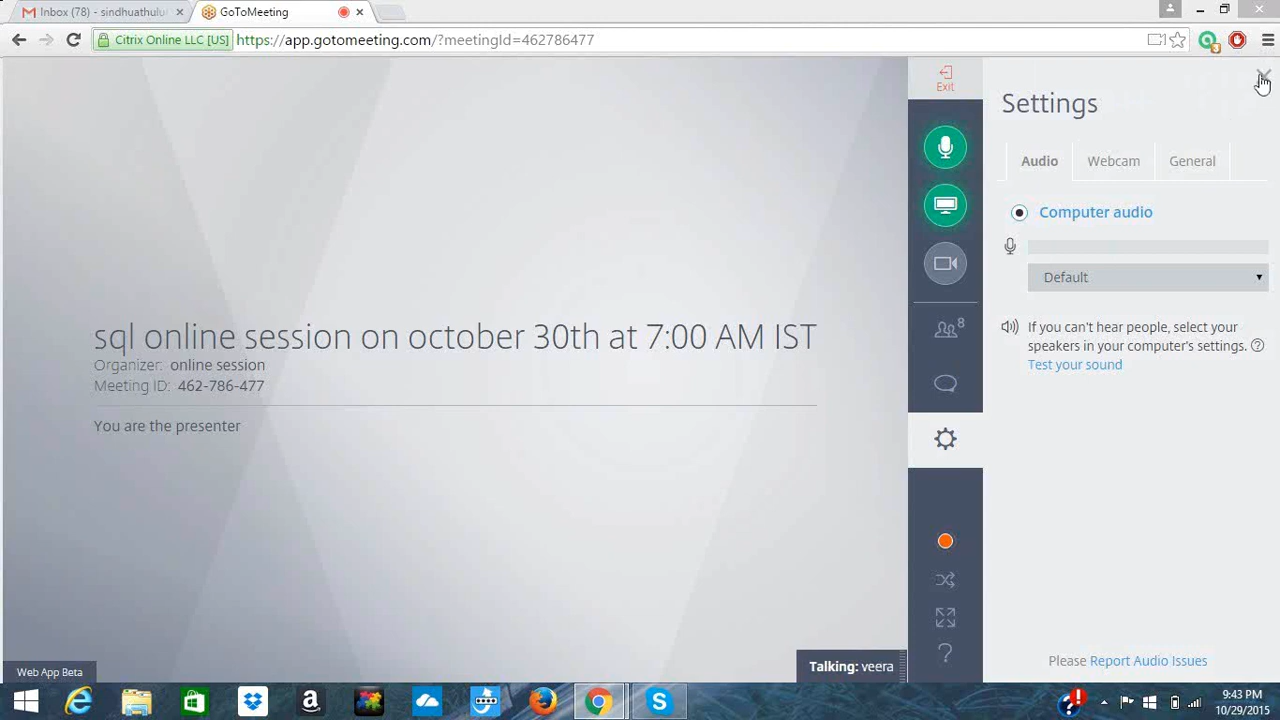 Inbox (78) - sindhuathulu
GoToMeeting
Citrix Online LLC [US]
https://app.gotomeeting.com/?meetingId=462786477
3
Exit
Settings
Audio
Webcam
General
Computer audio
Default
If you can't hear people, select your
speakers in your computer's settings.
Test your sound
8
sql online session on october 30th at 7:00 AM IST
Organizer: online session
Meeting ID: 462-786-477
You are the presenter
Web App Beta
Talking: veera
Please Report Audio Issues
9:43 PM
10/29/2015